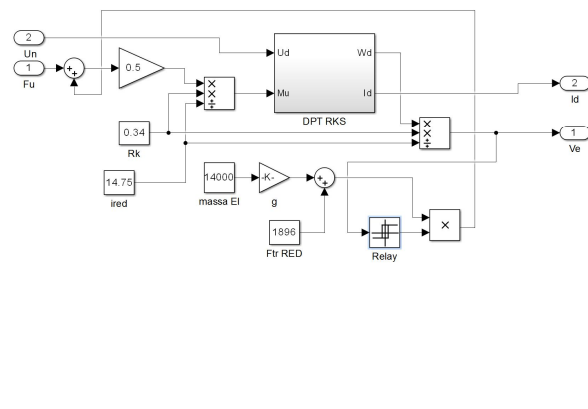 2
Un
1
Fu
+
+
0.5
×
×
÷
Ud
Wd
Mu
Id
DPT RKS
2
Id
×
×
÷
1
Ve
0.34
Rk
14.75
ired
14000
massa El
-K-
g
+
+
1896
Ftr RED
Relay
×